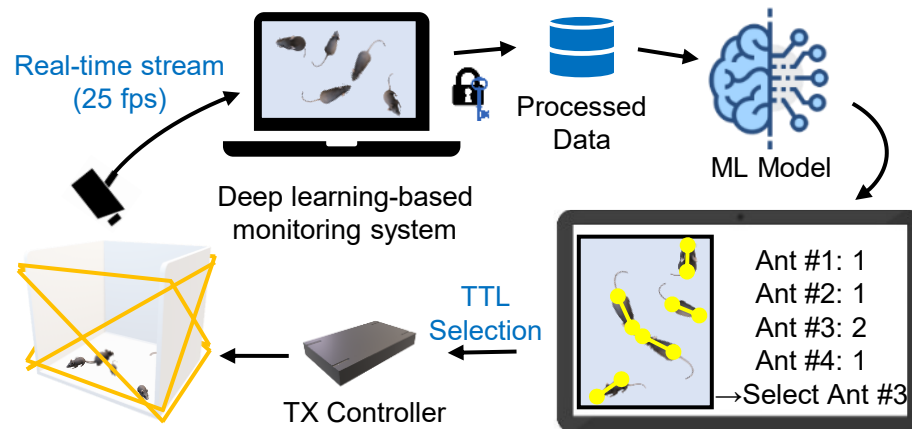 Real-time stream
(25 fps)
Deep learning-based
monitoring system
Processed
Data
ML Model
Ant #1: 1
Ant #2: 1
Ant #3: 2
Ant #4: 1
→Select Ant #3
TTL
Selection
TX Controller